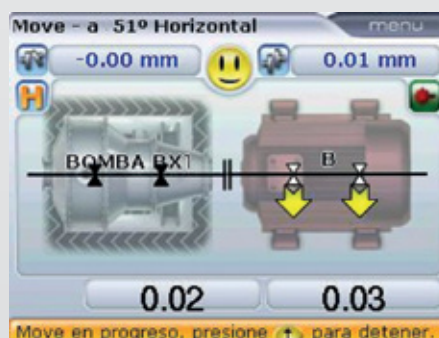 Move - a 51º Horizontal menu
-0.00 mm 0.01 mm
H
BOMBA BX1 B
0.02 0.03
Move en progreso, presione para detener.